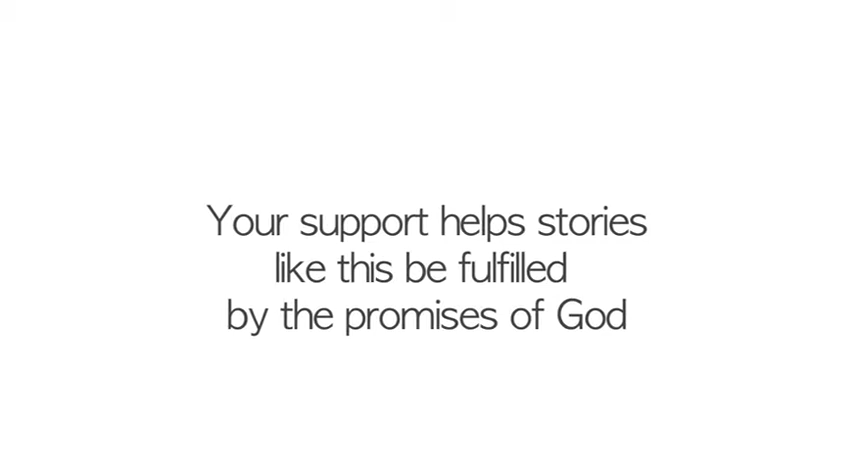 Your support helps stories
like this be fulfilled
by the promises of God